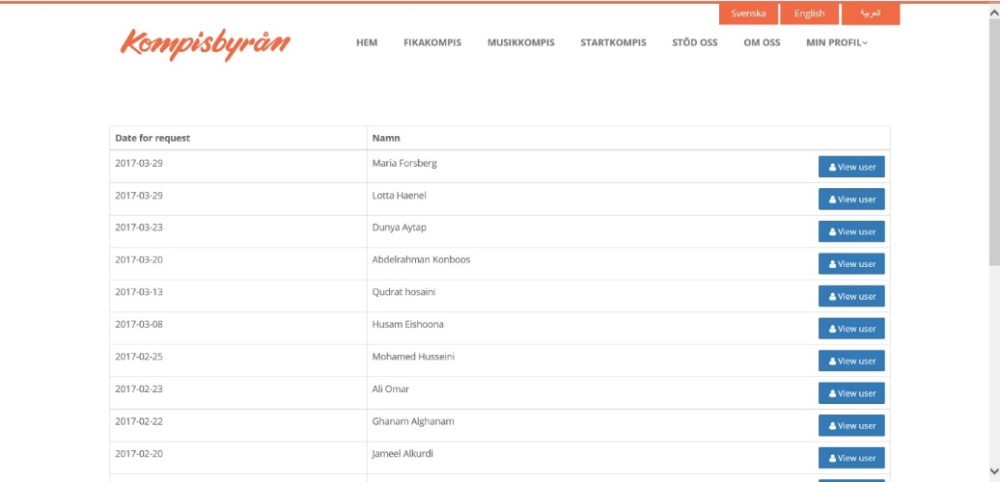 Svenska English العربية
Kompisbyrån
HEM FIKAKOMPIS MUSIKKOMPIS STARTKOMPIS STÖD OSS OM OSS MIN PROFIL
Date for request Namn
2017-03-29 Maria Forsberg View user
2017-03-29 Lotta Haenel View user
2017-03-23 Dunya Aytap View user
2017-03-20 Abdelrahman Konboos View user
2017-03-13 Qudrat hosaini View user
2017-03-08 Husam Eishoona View user
2017-02-25 Mohamed Husseini View user
2017-02-23 Ali Omar View user
2017-02-22 Ghanam Alghanam View user
2017-02-20 Jameel Alkurdi View user